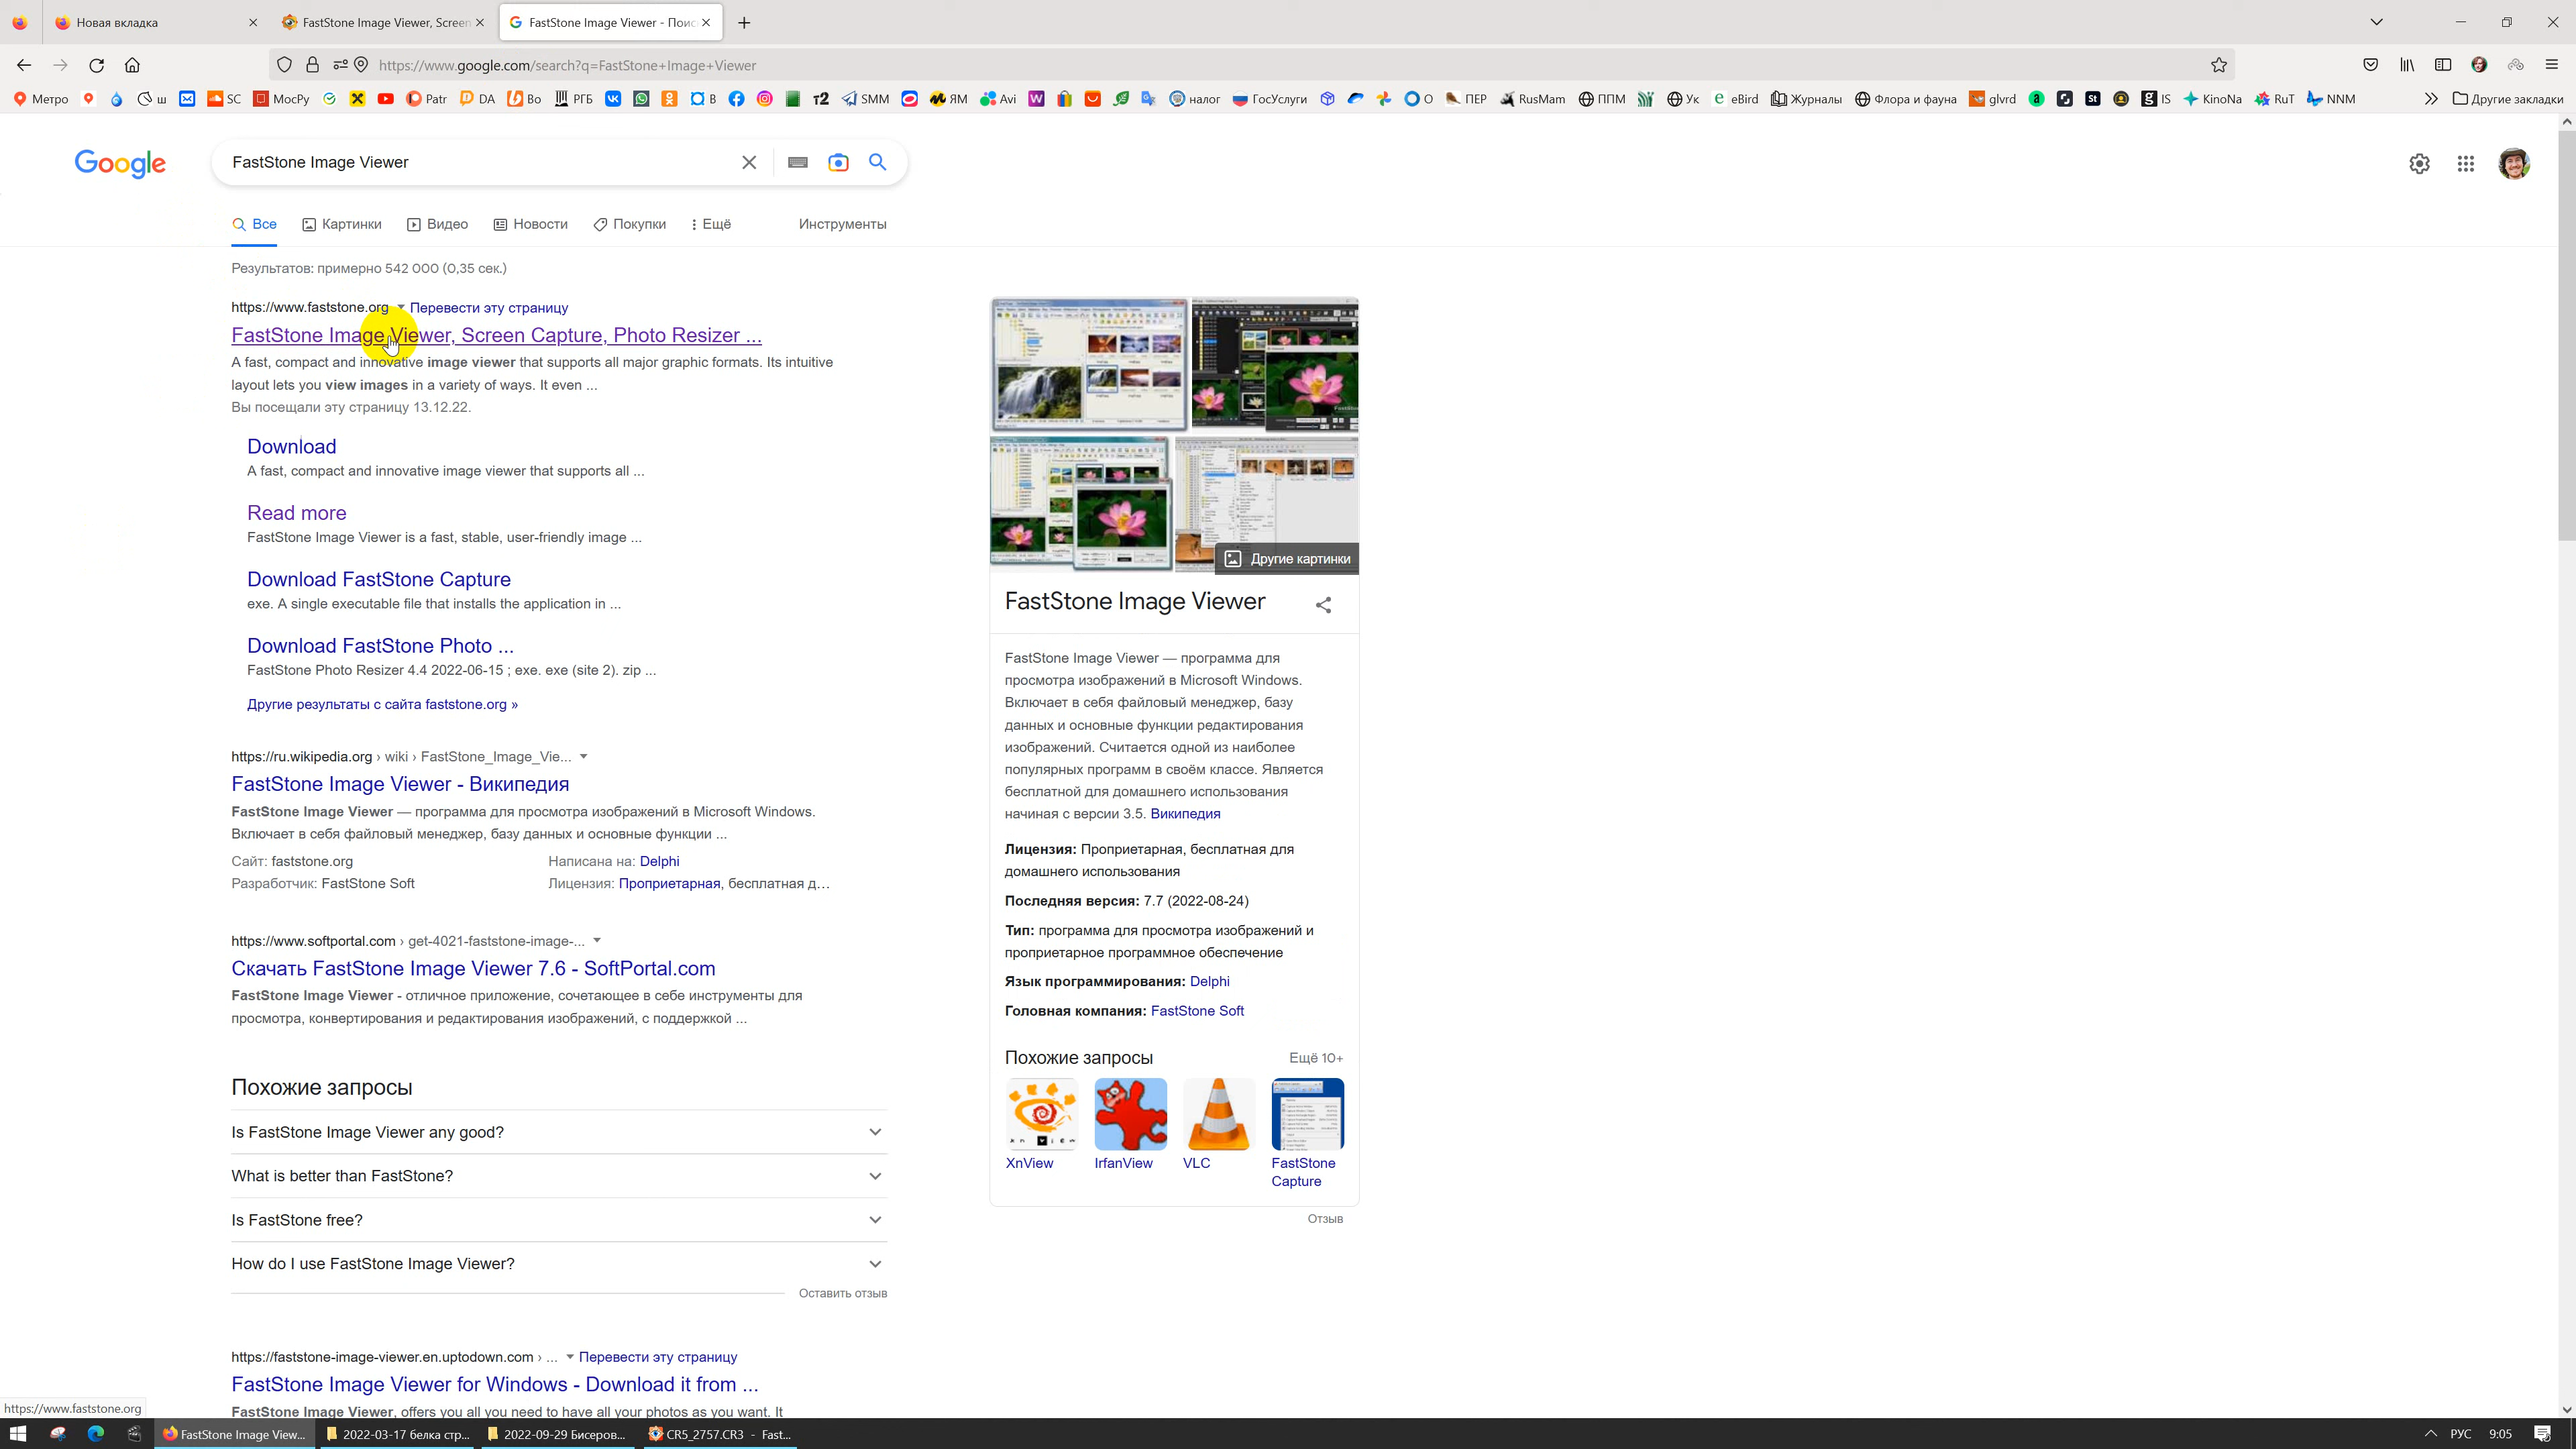 Новая вкладка
FastStone Image Viewer, Screen
FastStone Image Viewer - Поис
https://www.google.com/search?q=FastStone+Image+Viewer
Метро
ш
SC
МосРу
Patr
DA
Bo
РГБ
B
т2
SMM
ЯМ
Avi
налог
ГосУслуги
O
ПЕР
RusMam
ППМ
Ук
eBird
Журналы
Флора и фауна
glvrd
IS
KinoNa
RuT
NNM
Другие закладки
Google
FastStone Image Viewer
Все
Картинки
Видео
Новости
Покупки
Ещё
Инструменты
Результатов: примерно 542 000 (0,35 сек.)
https://www.faststone.org
Перевести эту страницу
FastStone Image Viewer, Screen Capture, Photo Resizer ...
A fast, compact and innovative image viewer that supports all major graphic formats. Its intuitive
layout lets you view images in a variety of ways. It even ...
Вы посещали эту страницу 13.12.22.
Download
A fast, compact and innovative image viewer that supports all ...
Read more
FastStone Image Viewer is a fast, stable, user-friendly image ...
Download FastStone Capture
exe. A single executable file that installs the application in ...
Download FastStone Photo ...
FastStone Photo Resizer 4.4 2022-06-15 ; exe. exe (site 2). zip ...
Другие результаты с сайта faststone.org »
https://ru.wikipedia.org › wiki › FastStone_Image_Vie...
FastStone Image Viewer - Википедия
FastStone Image Viewer — программа для просмотра изображений в Microsoft Windows.
Включает в себя файловый менеджер, базу данных и основные функции ...
Сайт: faststone.org
Написана на: Delphi
Разработчик: FastStone Soft
Лицензия: Проприетарная, бесплатная д...
https://www.softportal.com › get-4021-faststone-image-...
Скачать FastStone Image Viewer 7.6 - SoftPortal.com
FastStone Image Viewer - отличное приложение, сочетающее в себе инструменты для
просмотра, конвертирования и редактирования изображений, с поддержкой ...
Похожие запросы
Is FastStone Image Viewer any good?
What is better than FastStone?
Is FastStone free?
How do I use FastStone Image Viewer?
Оставить отзыв
https://faststone-image-viewer.en.uptodown.com › ...
Перевести эту страницу
FastStone Image Viewer for Windows - Download it from ...
FastStone Image Viewer, offers you all you need to have all your photos as you want. It
Другие картинки
FastStone Image Viewer
FastStone Image Viewer — программа для
просмотра изображений в Microsoft Windows.
Включает в себя файловый менеджер, базу
данных и основные функции редактирования
изображений. Считается одной из наиболее
популярных программ в своём классе. Является
бесплатной для домашнего использования
начиная с версии 3.5. Википедия
Лицензия: Проприетарная, бесплатная для
домашнего использования
Последняя версия: 7.7 (2022-08-24)
Тип: программа для просмотра изображений и
проприетарное программное обеспечение
Язык программирования: Delphi
Головная компания: FastStone Soft
Похожие запросы
Ещё 10+
XnView
IrfanView
VLC
FastStone
Capture
Отзыв
https://www.faststone.org
FastStone Image View...
2022-03-17 белка стр...
2022-09-29 Бисеров...
CR5_2757.CR3 - Fast...
РУС
9:05